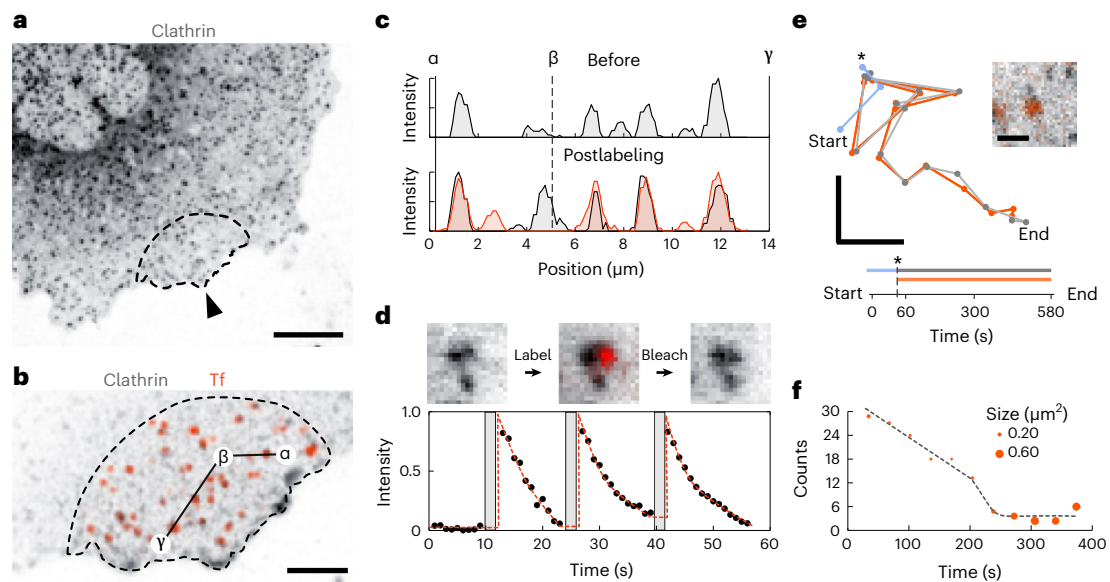 a
Clathrin
b
Clathrin Tf
β
α
γ
c
α β γ
Before
Intensity
Postlabeling
Intensity
0 2 4 6 8 10 12 14
Position (μm)
d
Label
Bleach
1.0
0.5
0
Intensity
0 10 20 30 40 50 60
Time (s)
e
*
Start
End
*
Start
End
0 60 300 580
Time (s)
f
30
24
18
12
6
0
Counts
Size (μm²)
0.20
0.60
0 100 200 300 400
Time (s)